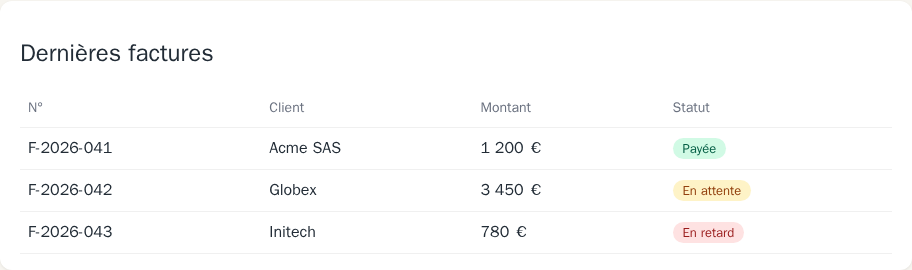 Dernières factures
N° Client Montant Statut
F-2026-041 Acme SAS 1 200 € Payée
F-2026-042 Globex 3 450 € En attente
F-2026-043 Initech 780 € En retard